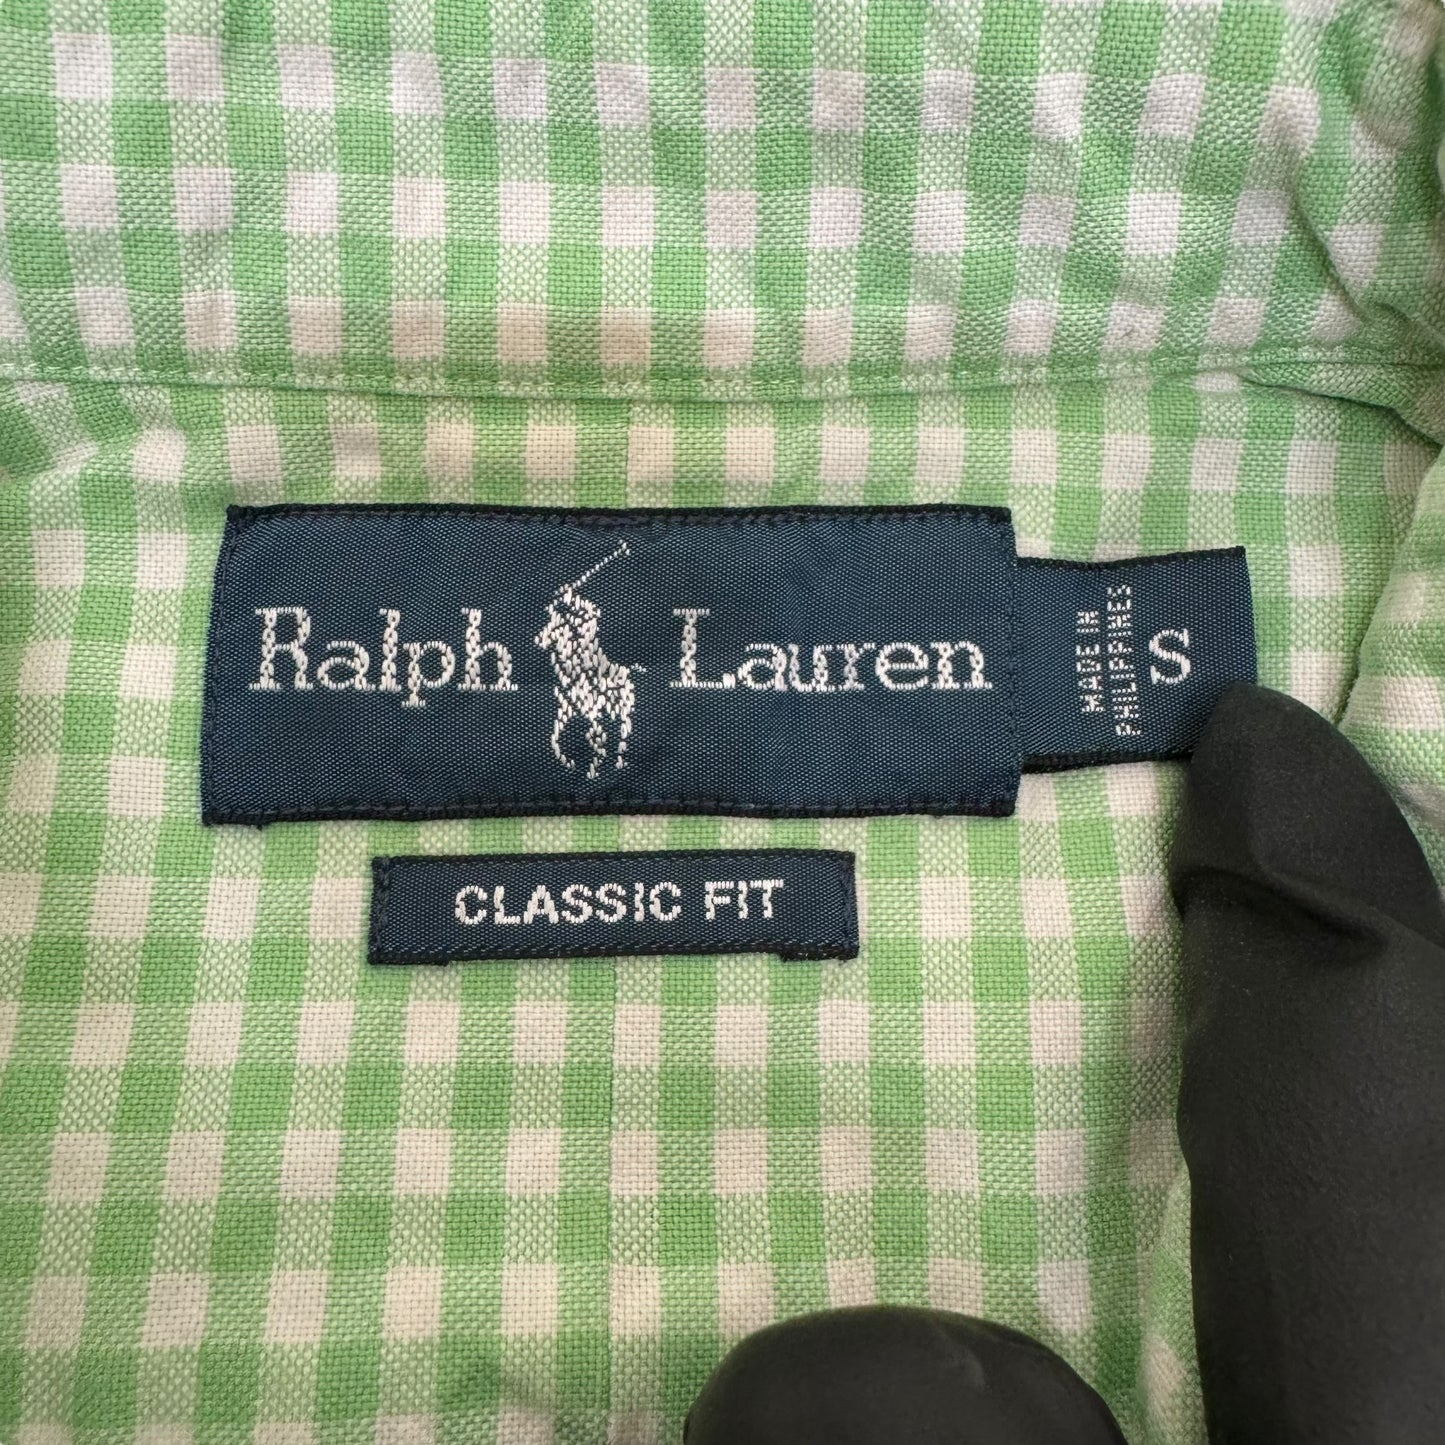 Ralph Lauren
MADE IN
PHILIPPINES
S
CLASSIC FIT